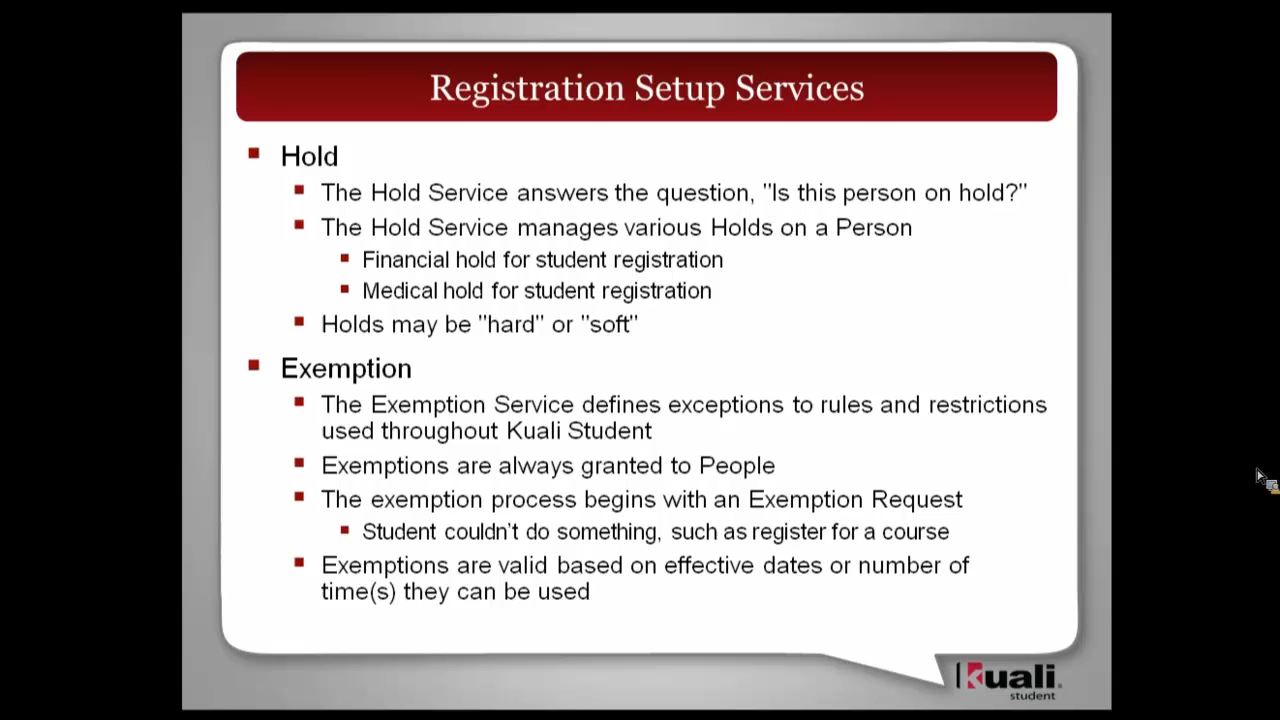 Registration Setup Services
Hold
The Hold Service answers the question, "Is this person on hold?"
The Hold Service manages various Holds on a Person
Financial hold for student registration
Medical hold for student registration
Holds may be "hard" or "soft"
Exemption
The Exemption Service defines exceptions to rules and restrictions
used throughout Kuali Student
Exemptions are always granted to People
The exemption process begins with an Exemption Request
Student couldn't do something, such as register for a course
Exemptions are valid based on effective dates or number of
time(s) they can be used
kuali
student